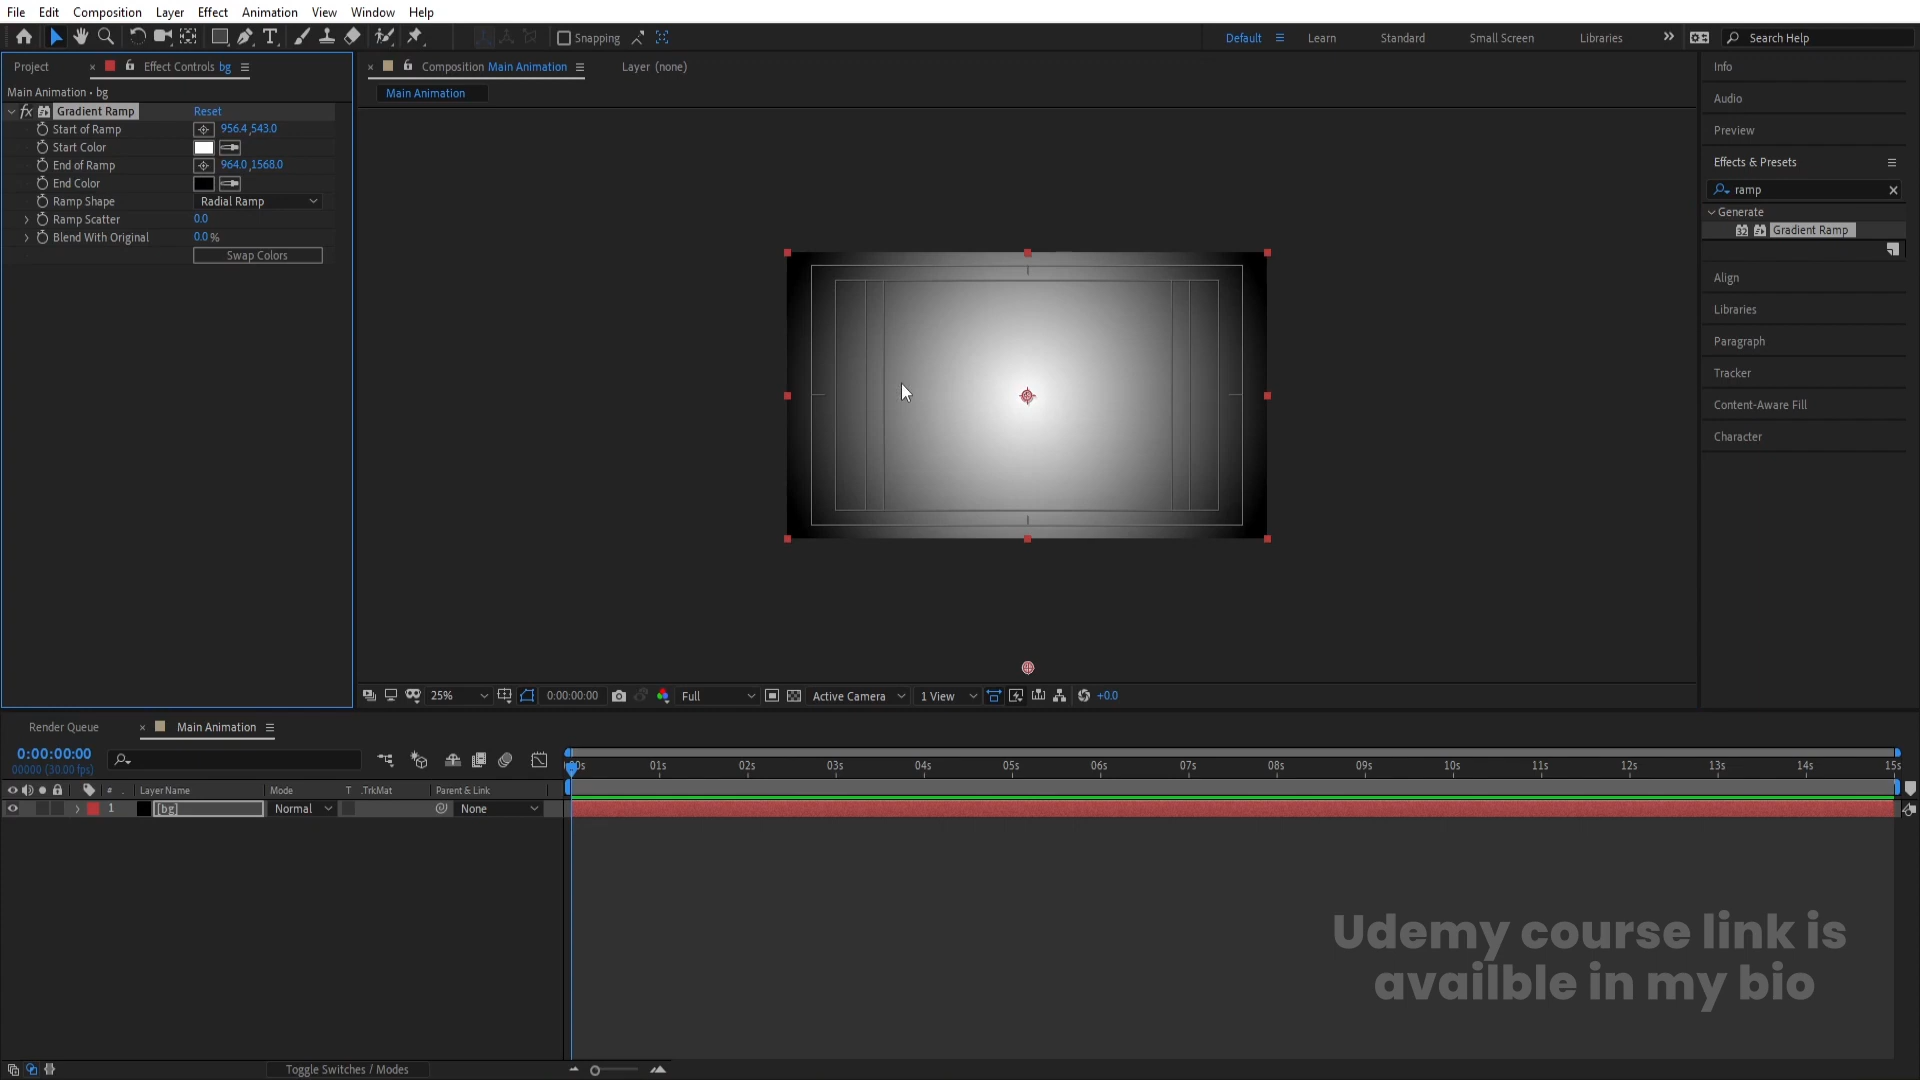 File Edit Composition Layer Effect Animation View Window Help
Snapping Default Learn Standard Small Screen Libraries Search Help
Project Effect Controls bg Composition Main Animation Layer (none) Info
Main Animation • bg Main Animation Audio
fx Gradient Ramp Reset
Start of Ramp 956.4,543.0 Preview
Start Color
End of Ramp 964.0,1568.0 Effects & Presets
End Color
ramp
Ramp Shape Radial Ramp
Generate
Ramp Scatter 0.0
Gradient Ramp
Blend With Original 0.0 %
Swap Colors
Align
Libraries
Paragraph
Tracker
Content-Aware Fill
Character
25% 0:00:00:00 Full Active Camera 1 View +0.0
Render Queue Main Animation
0:00:00:00
00000 (30.00 fps)
01s 02s 03s 04s 05s 06s 07s 08s 09s 10s 11s 12s 13s 14s 15s
# Layer Name Mode T .TrkMat Parent & Link
1 [bg] Normal None
Udemy course link is
availble in my bio
Toggle Switches / Modes